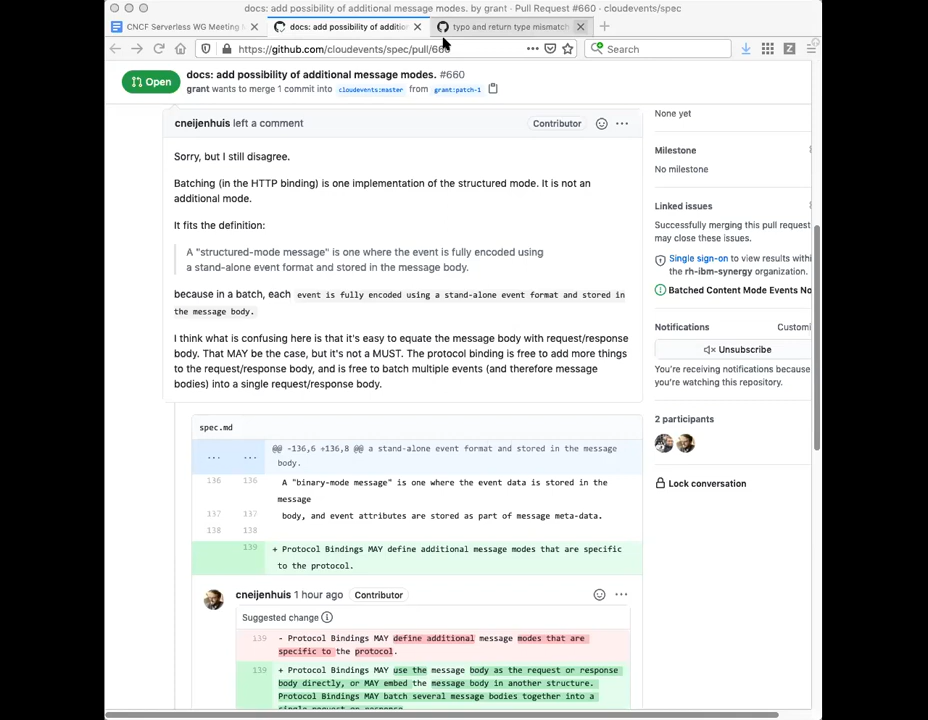 docs: add possibility of additional message modes. by grant · Pull Request #660 · cloudevents/spec
CNCF Serverless WG Meeting
docs: add possibility of additio
typo and return type mismatch
https://github.com/cloudevents/spec/pull/660
Search
Open
docs: add possibility of additional message modes. #660
grant wants to merge 1 commit into cloudevents:master from grant:patch-1
cneijenhuis left a comment
Contributor
Sorry, but I still disagree.
Batching (in the HTTP binding) is one implementation of the structured mode. It is not an
additional mode.
It fits the definition:
A "structured-mode message" is one where the event is fully encoded using
a stand-alone event format and stored in the message body.
because in a batch, each event is fully encoded using a stand-alone event format and stored in
the message body.
I think what is confusing here is that it's easy to equate the message body with request/response
body. That MAY be the case, but it's not a MUST. The protocol binding is free to add more things
to the request/response body, and is free to batch multiple events (and therefore message
bodies) into a single request/response body.
spec.md
... ... @@ -136,6 +136,8 @@ a stand-alone event format and stored in the message
body.
136 136 A "binary-mode message" is one where the event data is stored in the
message
137 137 body, and event attributes are stored as part of message meta-data.
138 138
139 + Protocol Bindings MAY define additional message modes that are specific
to the protocol.
cneijenhuis 1 hour ago Contributor
Suggested change
139 - Protocol Bindings MAY define additional message modes that are
specific to the protocol.
139 + Protocol Bindings MAY use the message body as the request or response
body directly, or MAY embed the message body in another structure.
Protocol Bindings MAY batch several message bodies together into a
single request or response.
None yet
Milestone
No milestone
Linked issues
Successfully merging this pull request
may close these issues.
Single sign-on to view results withi
the rh-ibm-synergy organization.
Batched Content Mode Events No
Notifications
Customi
Unsubscribe
You're receiving notifications because
you're watching this repository.
2 participants
Lock conversation